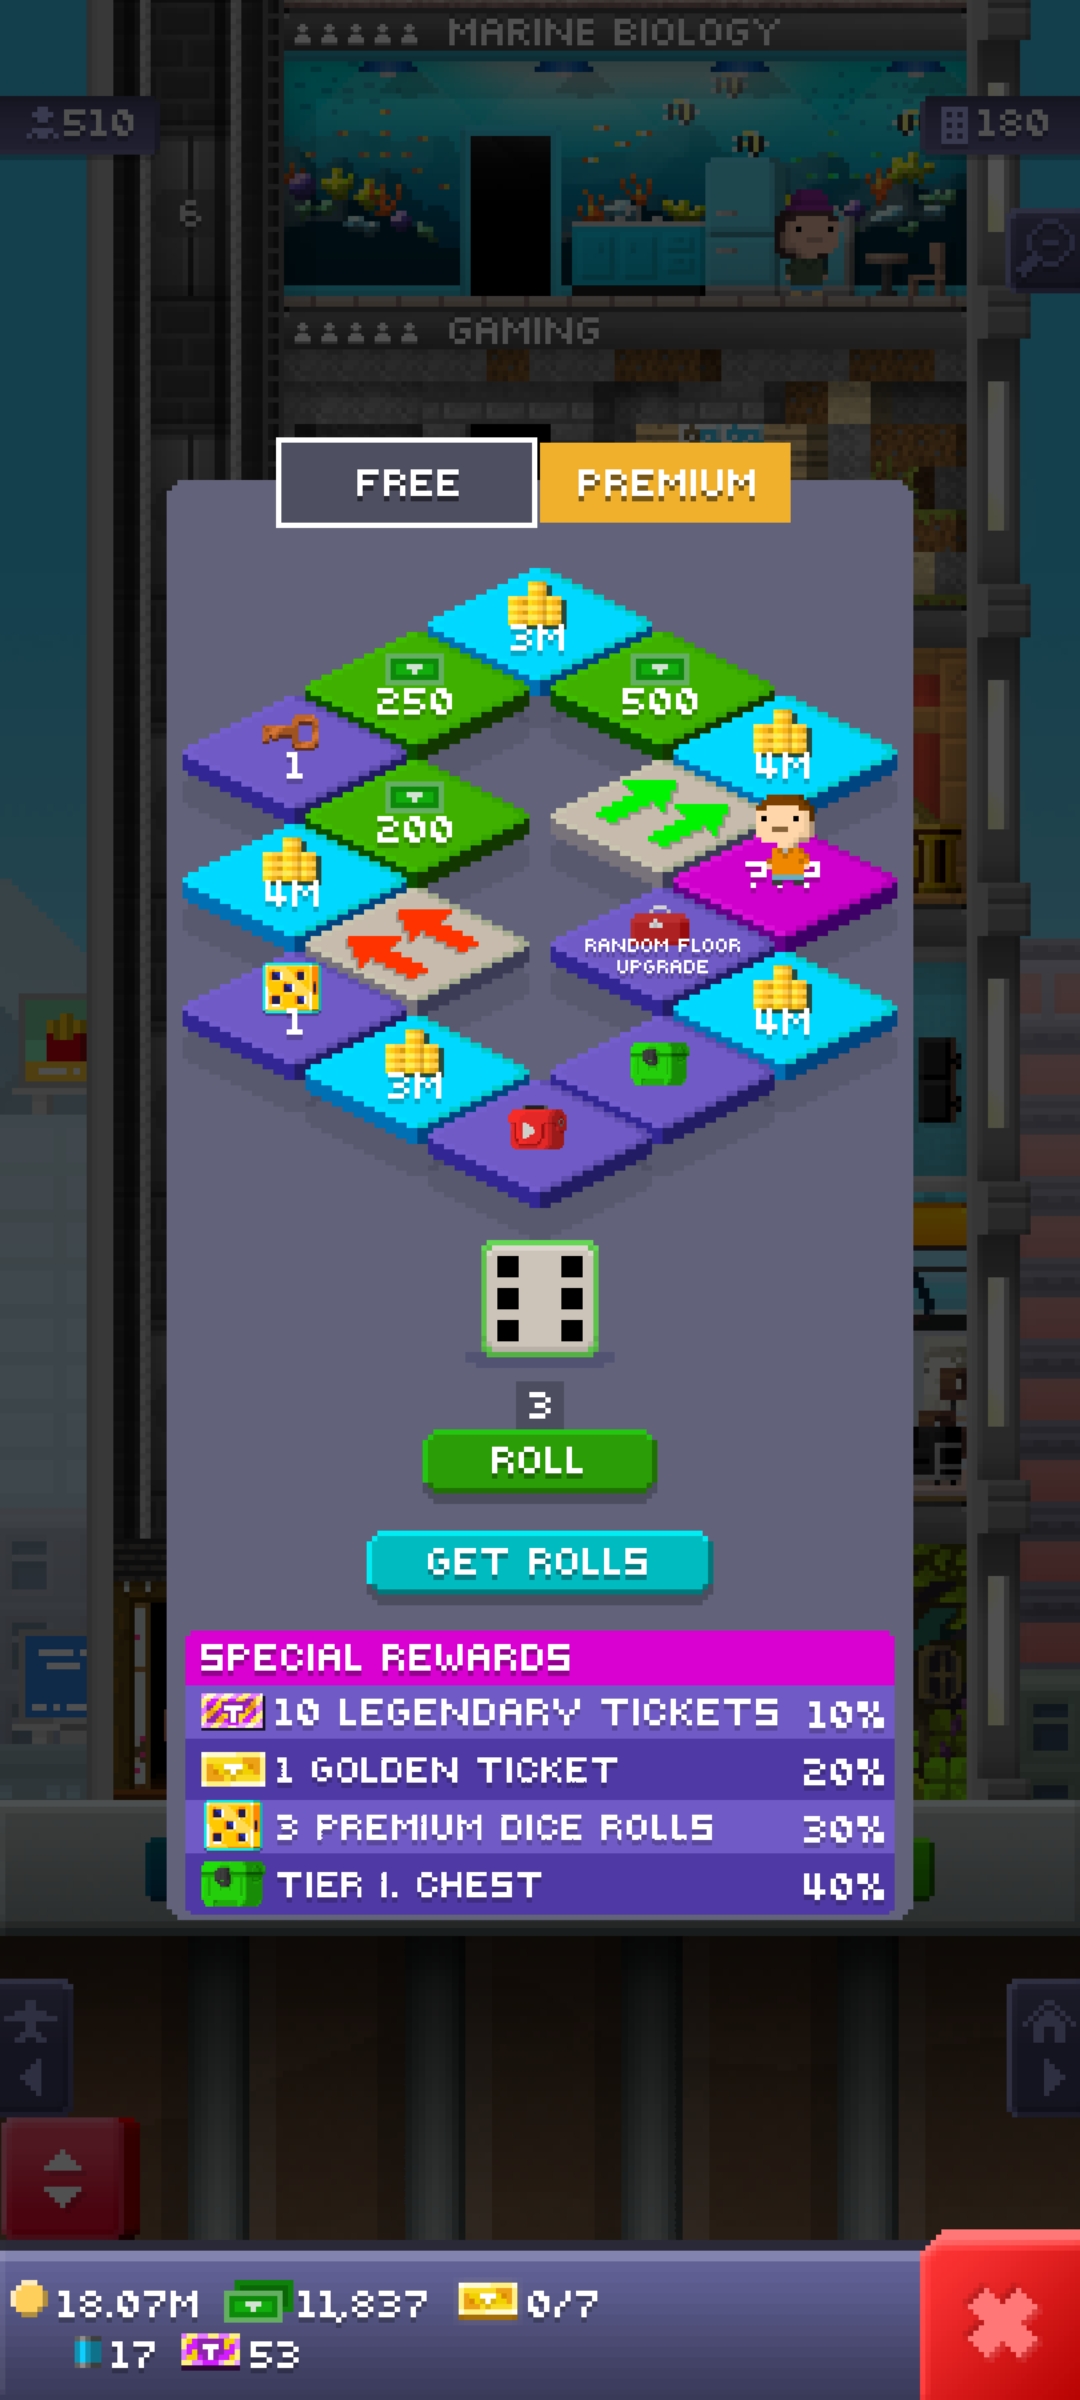 MARINE BIOLOGY
510
180
6
GAMING
FREE
PREMIUM
3M
250
500
1
4M
200
4M
???
RANDOM FLOOR
UPGRADE
1
4M
3M
3
ROLL
GET ROLLS
SPECIAL REWARDS
10 LEGENDARY TICKETS 10%
1 GOLDEN TICKET 20%
3 PREMIUM DICE ROLLS 30%
TIER 1. CHEST 40%
18.07M 11,837 0/7
17 53